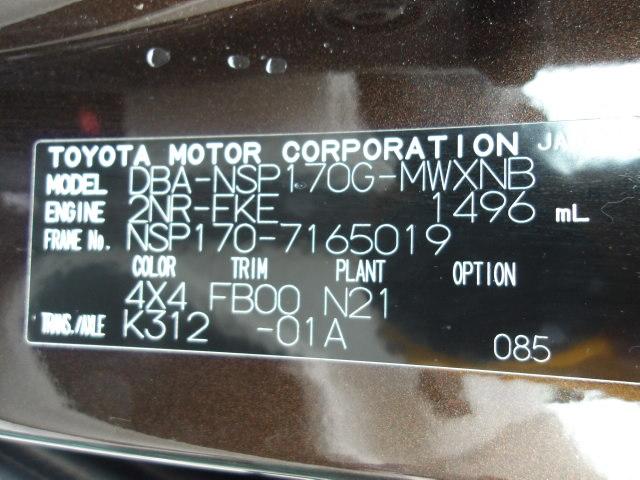 TOYOTA MOTOR CORPORATION JA
MODEL DBA-NSP170G-MWXNB
ENGINE 2NR-FKE 1496 mL
FRAME No. NSP170-7165019
COLOR TRIM PLANT OPTION
4X4 FB00 N21
TRANS./AXLE K312 -01A
085